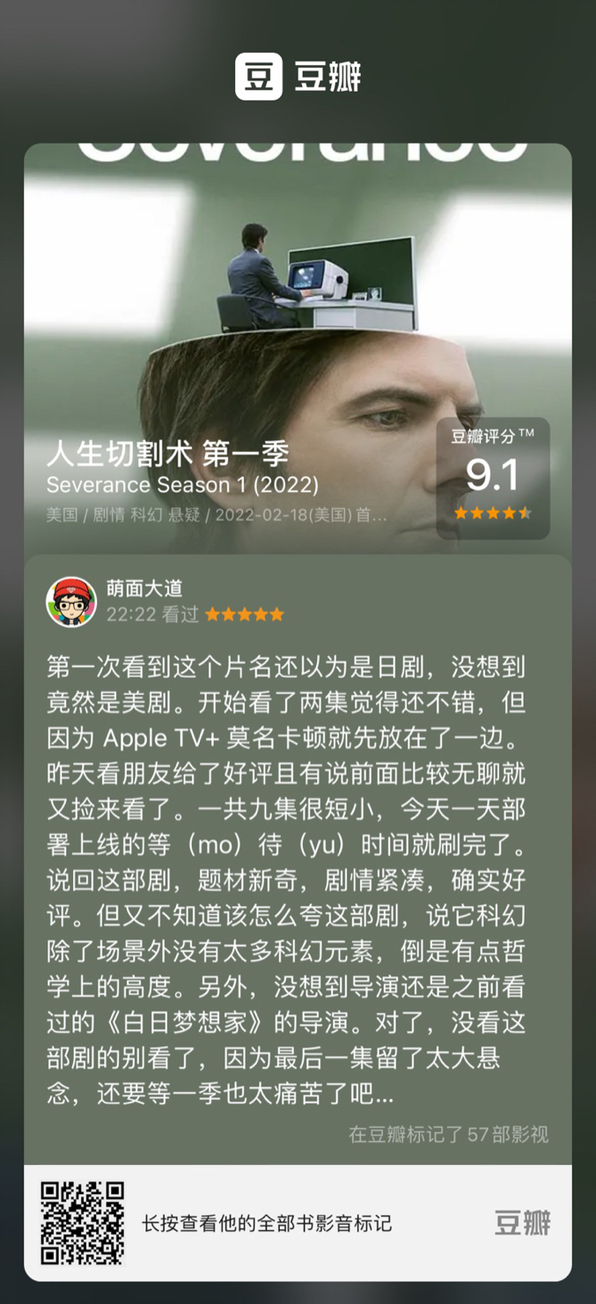 豆 豆瓣
Severance
人生切割术 第一季
Severance Season 1 (2022)
美国 / 剧情 科幻 悬疑 / 2022-02-18(美国) 首...
豆瓣评分™
9.1
萌面大道
22:22 看过
第一次看到这个片名还以为是日剧，没想到
竟然是美剧。开始看了两集觉得还不错，但
因为 Apple TV+ 莫名卡顿就先放在了一边。
昨天看朋友给了好评且有说前面比较无聊就
又捡来看了。一共九集很短小，今天一天部
署上线的等（mo）待（yu）时间就刷完了。
说回这部剧，题材新奇，剧情紧凑，确实好
评。但又不知道该怎么夸这部剧，说它科幻
除了场景外没有太多科幻元素，倒是有点哲
学上的高度。另外，没想到导演还是之前看
过的《白日梦想家》的导演。对了，没看这
部剧的别看了，因为最后一集留了太大悬
念，还要等一季也太痛苦了吧...
在豆瓣标记了 57 部影视
长按查看他的全部书影音标记
豆瓣